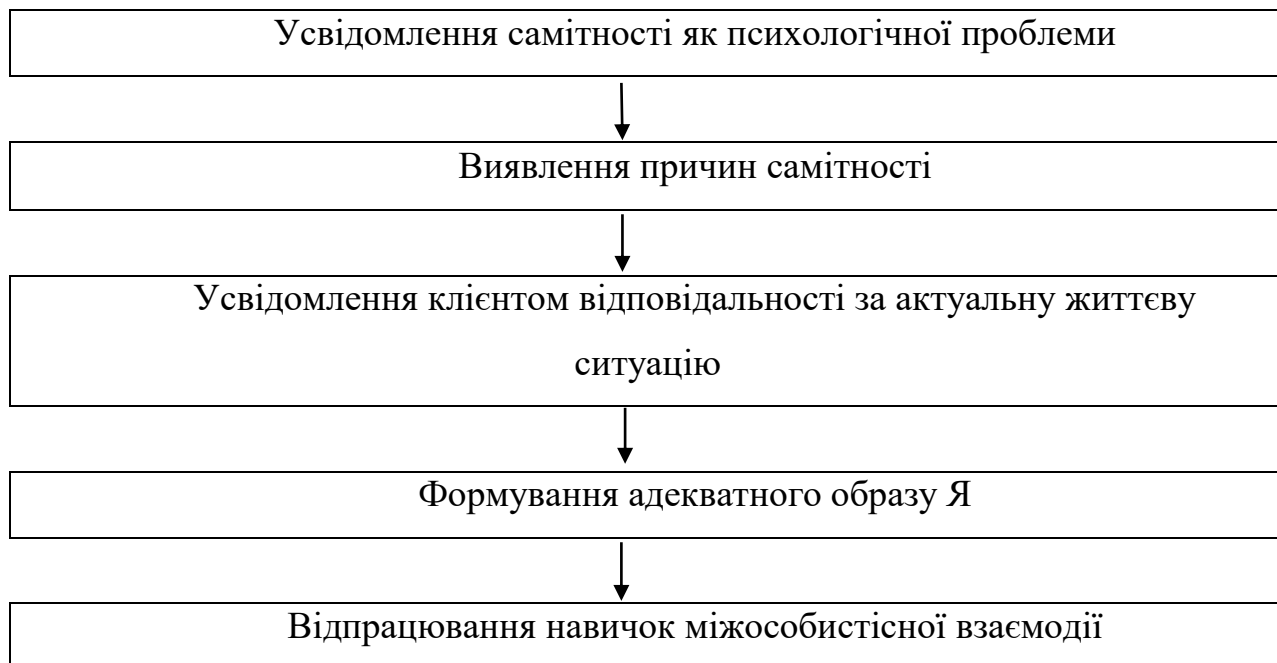 Усвідомлення самітності як психологічної проблеми
Виявлення причин самітності
Усвідомлення клієнтом відповідальності за актуальну життєву
ситуацію
Формування адекватного образу Я
Відпрацювання навичок міжособистісної взаємодії